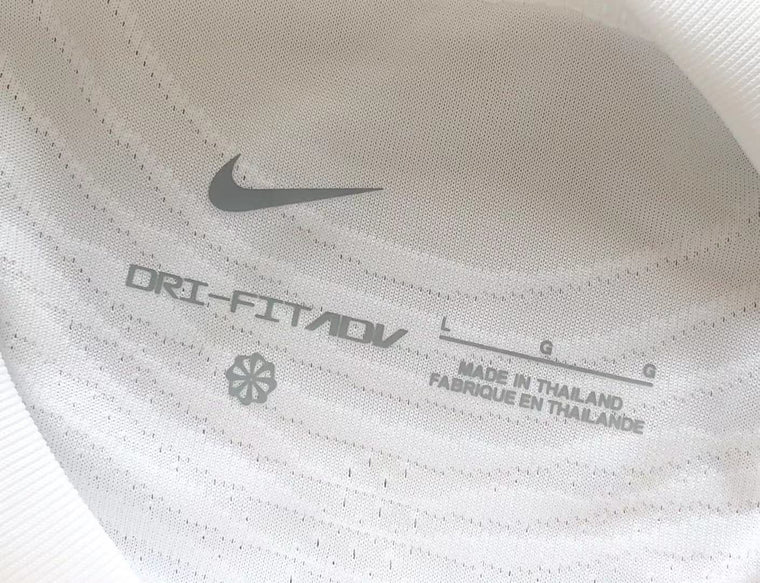 DRI-FIT ADV
L G G
MADE IN THAILAND
FABRIQUE EN THAILANDE